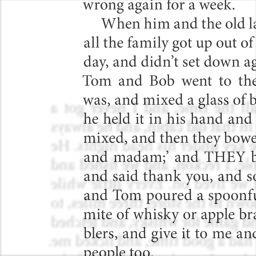 wrong again for a week.
When him and the old la
all the family got up out of
day, and didn't set down ag
Tom and Bob went to the
was, and mixed a glass of b
he held it in his hand and
mixed, and then they bowe
and madam;' and THEY b
and said thank you, and so
and Tom poured a spoonfu
mite of whisky or apple bra
blers, and give it to me and
people too.